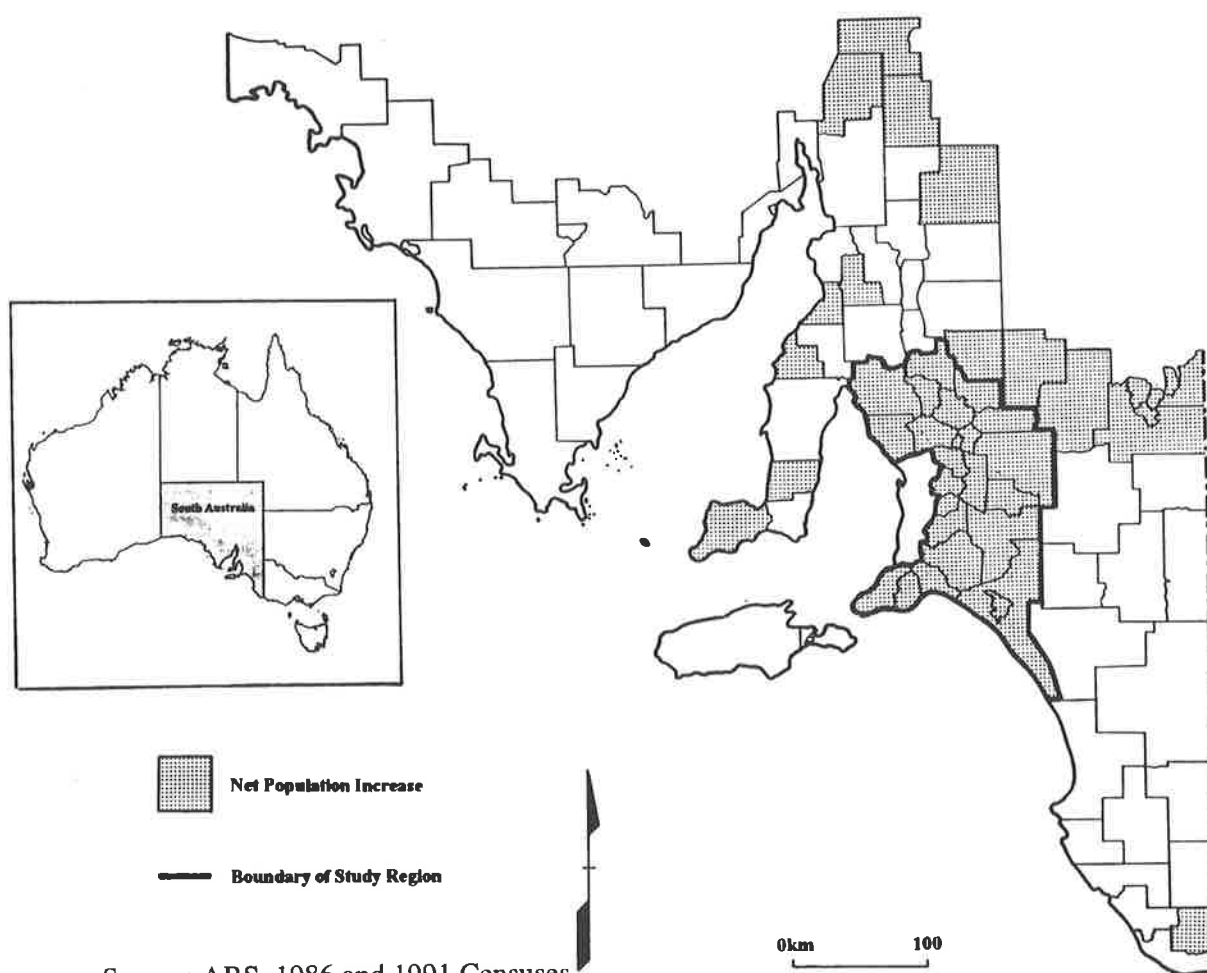 South Australia
Net Population Increase
Boundary of Study Region
0km 100
ABS, 1986 and 1991 Censuses